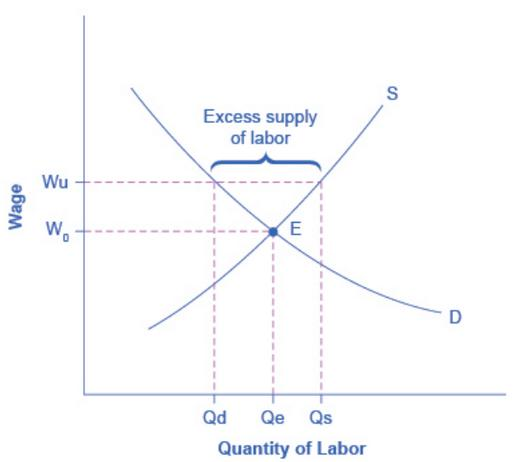 S
Excess supply
of labor
Wu
W0
E
D
Wage
Qd Qe Qs
Quantity of Labor